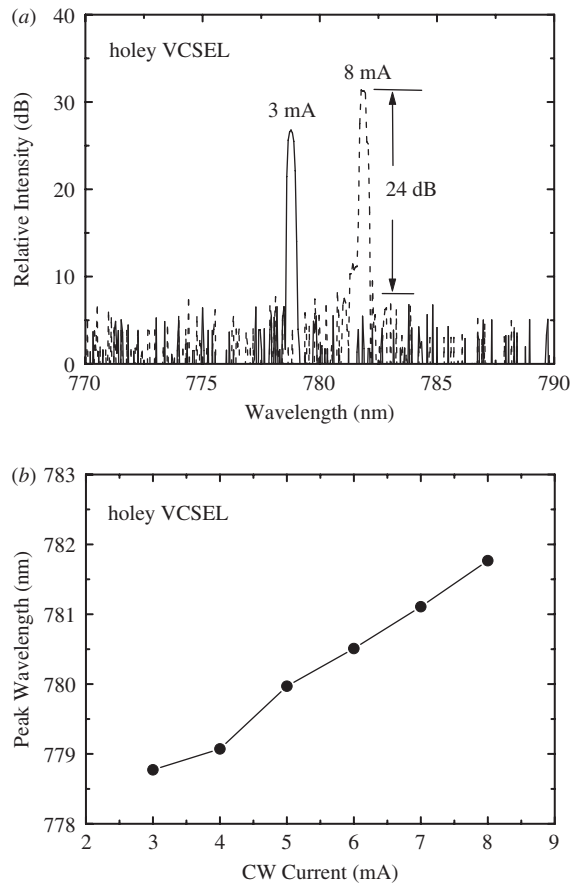 (a)
40
30
20
10
0
Relative Intensity (dB)
holey VCSEL
8 mA
3 mA
24 dB
770 775 780 785 790
Wavelength (nm)
(b)
783
782
781
780
779
778
Peak Wavelength (nm)
holey VCSEL
2 3 4 5 6 7 8 9
CW Current (mA)